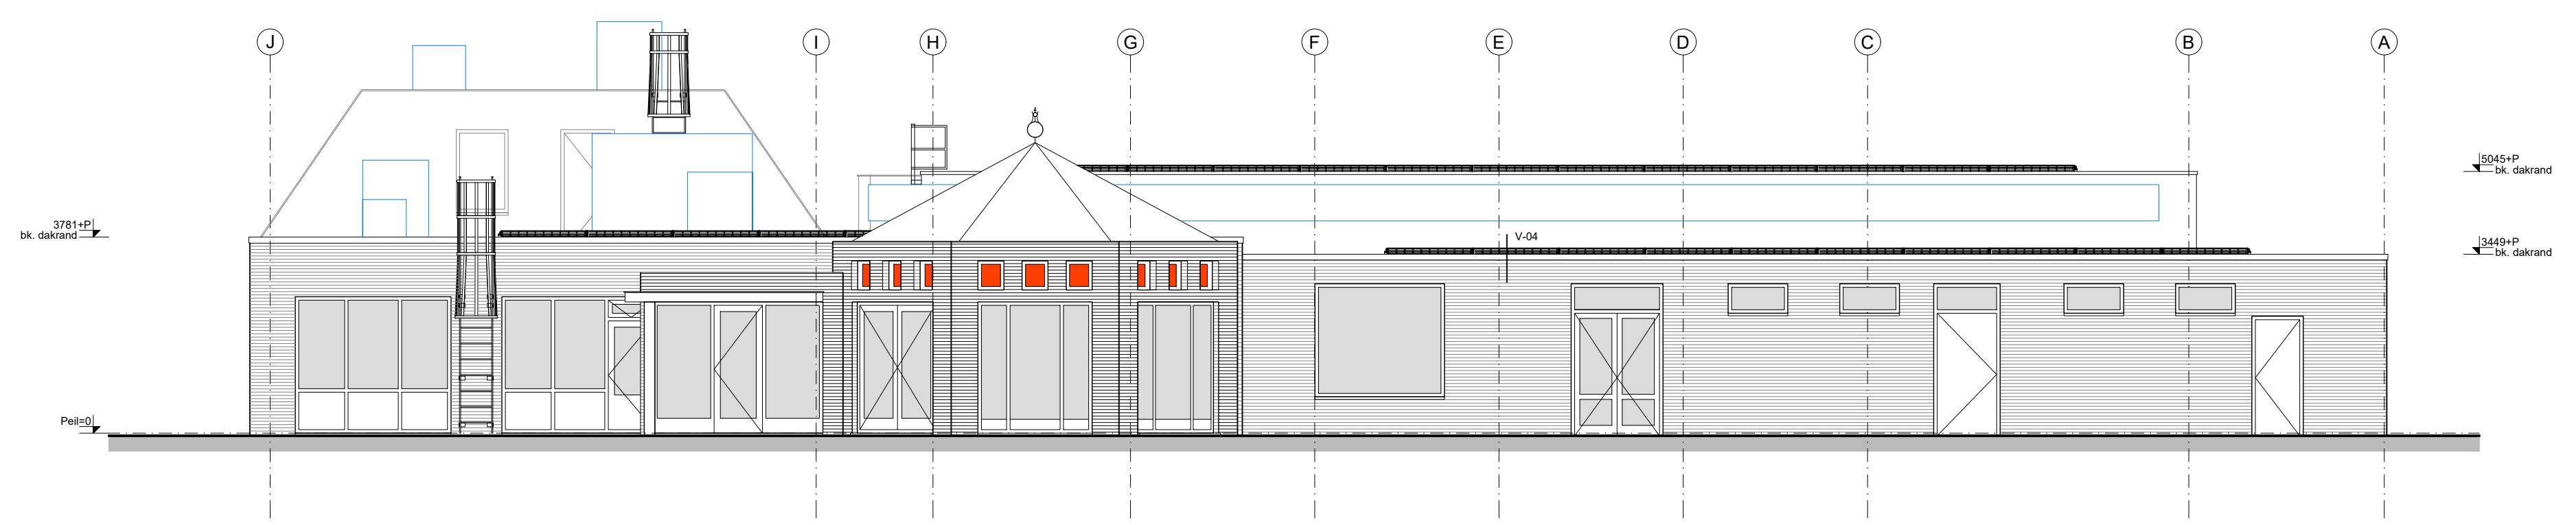 J
I
H
G
F
E
D
C
B
A
5045+P
bk. dakrand
3781+P
bk. dakrand
V-04
3449+P
bk. dakrand
Peil=0